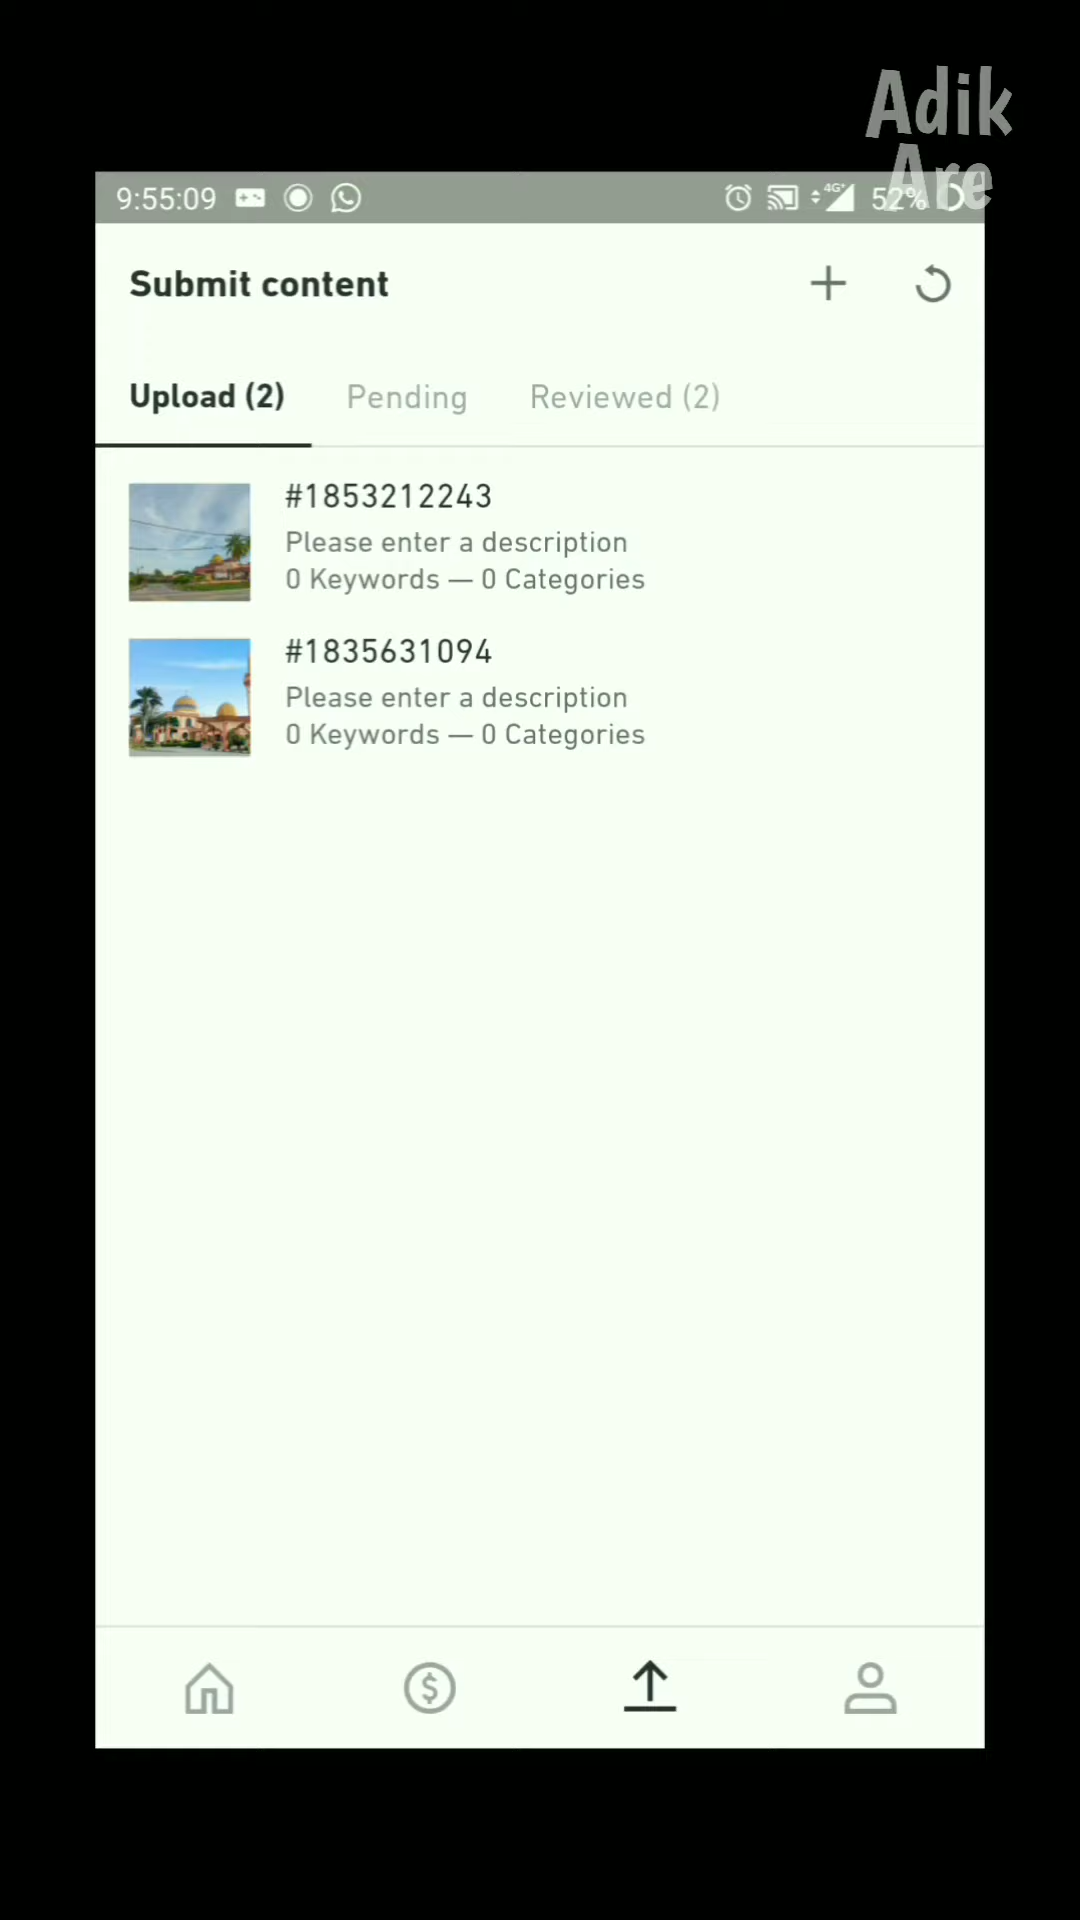 Adik
Are
9:55:09
4G+
52%
Submit content
Upload (2)
Pending
Reviewed (2)
#1853212243
Please enter a description
0 Keywords — 0 Categories
#1835631094
Please enter a description
0 Keywords — 0 Categories
$